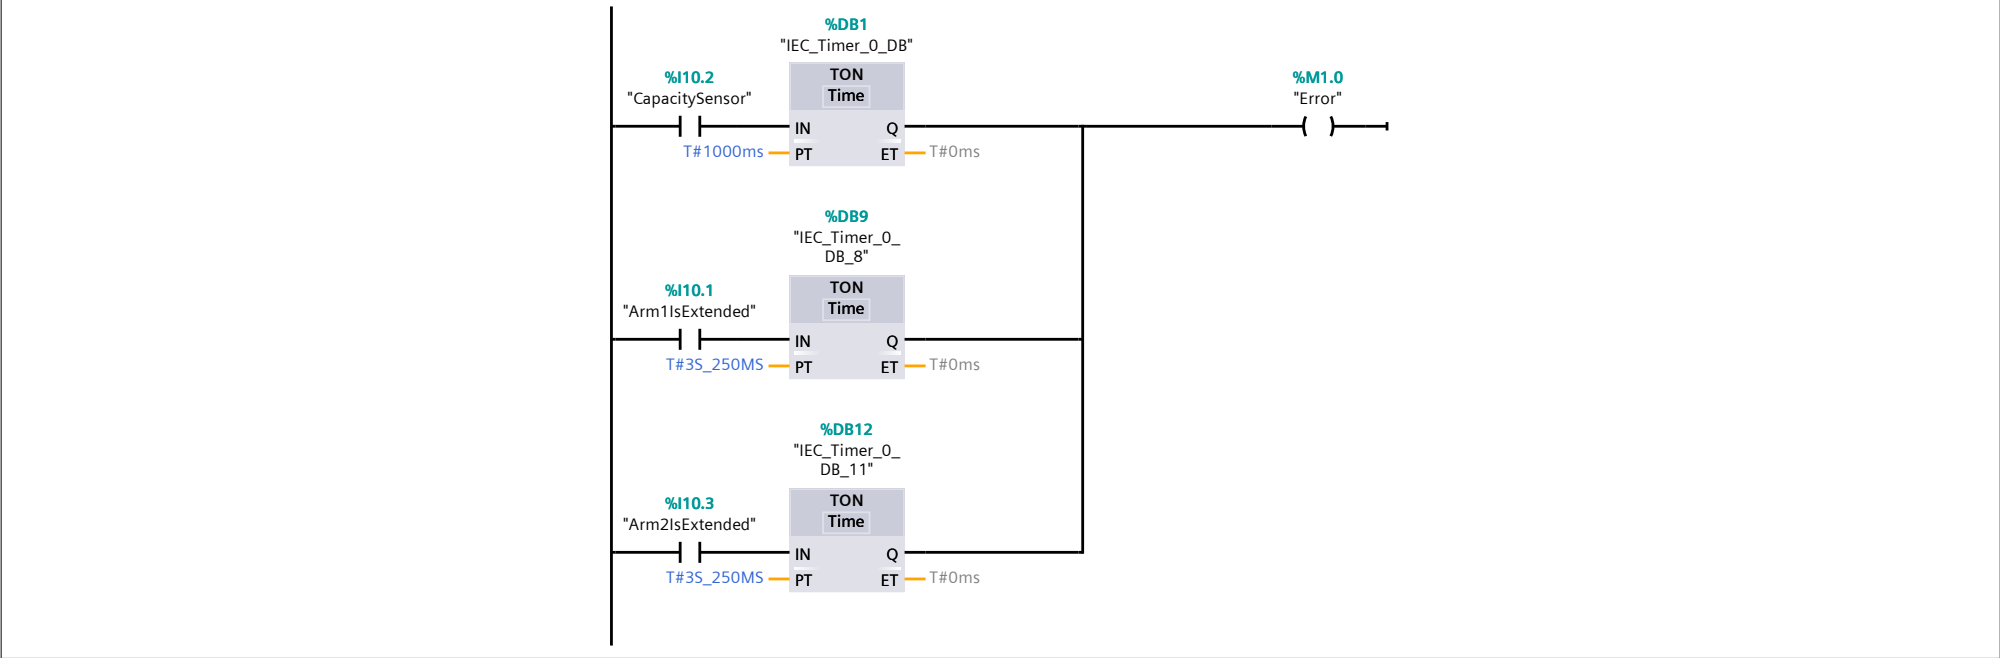 %DB1
"IEC_Timer_0_DB"
%I10.2
"CapacitySensor"
TON
Time
%M1.0
"Error"
IN
Q
T#1000ms
PT
ET
T#0ms
%DB9
"IEC_Timer_0_
DB_8"
%I10.1
"Arm1IsExtended"
TON
Time
IN
Q
T#3S_250MS
PT
ET
T#0ms
%DB12
"IEC_Timer_0_
DB_11"
%I10.3
"Arm2IsExtended"
TON
Time
IN
Q
T#3S_250MS
PT
ET
T#0ms